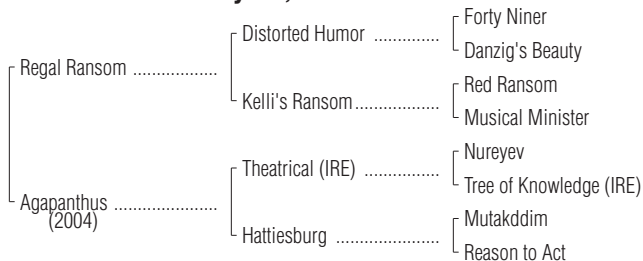 Forty Niner
Distorted Humor ..............
Danzig's Beauty
Regal Ransom ..................
Red Ransom
Kelli's Ransom ..................
Musical Minister
Nureyev
Theatrical (IRE) ................
Tree of Knowledge (IRE)
Agapanthus ......................
(2004)
Mutakddim
Hattiesburg ......................
Reason to Act